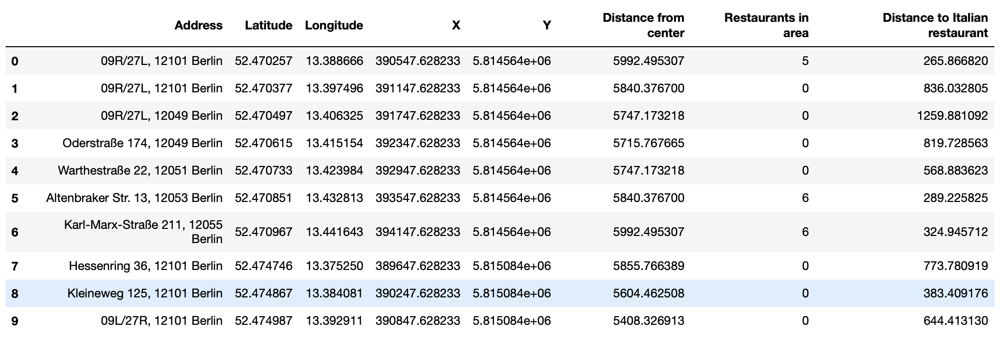 Address Latitude Longitude X Y Distance from center Restaurants in area Distance to Italian restaurant
0 09R/27L, 12101 Berlin 52.470257 13.388666 390547.628233 5.814564e+06 5992.495307 5 265.866820
1 09R/27L, 12101 Berlin 52.470377 13.397496 391147.628233 5.814564e+06 5840.376700 0 836.032805
2 09R/27L, 12049 Berlin 52.470497 13.406325 391747.628233 5.814564e+06 5747.173218 0 1259.881092
3 Oderstraße 174, 12049 Berlin 52.470615 13.415154 392347.628233 5.814564e+06 5715.767665 0 819.728563
4 Warthestraße 22, 12051 Berlin 52.470733 13.423984 392947.628233 5.814564e+06 5747.173218 0 568.883623
5 Altenbraker Str. 13, 12053 Berlin 52.470851 13.432813 393547.628233 5.814564e+06 5840.376700 6 289.225825
6 Karl-Marx-Straße 211, 12055 Berlin 52.470967 13.441643 394147.628233 5.814564e+06 5992.495307 6 324.945712
7 Hessenring 36, 12101 Berlin 52.474746 13.375250 389647.628233 5.815084e+06 5855.766389 0 773.780919
8 Kleineweg 125, 12101 Berlin 52.474867 13.384081 390247.628233 5.815084e+06 5604.462508 0 383.409176
9 09L/27R, 12101 Berlin 52.474987 13.392911 390847.628233 5.815084e+06 5408.326913 0 644.413130